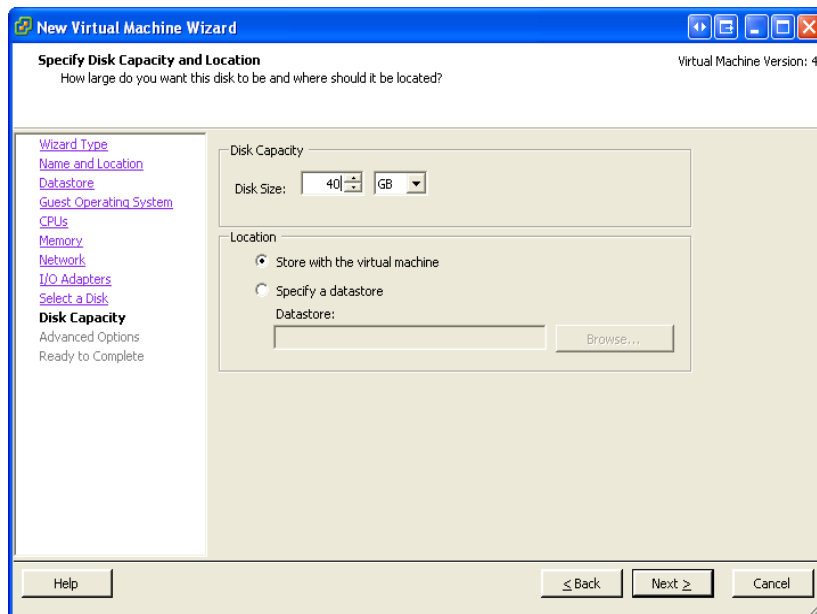 New Virtual Machine Wizard
Specify Disk Capacity and Location
How large do you want this disk to be and where should it be located?
Virtual Machine Version: 4
Wizard Type
Name and Location
Datastore
Guest Operating System
CPUs
Memory
Network
I/O Adapters
Select a Disk
Disk Capacity
Advanced Options
Ready to Complete
Disk Capacity
Disk Size: 40 GB
Location
Store with the virtual machine
Specify a datastore
Datastore:
Browse...
Help
< Back
Next >
Cancel